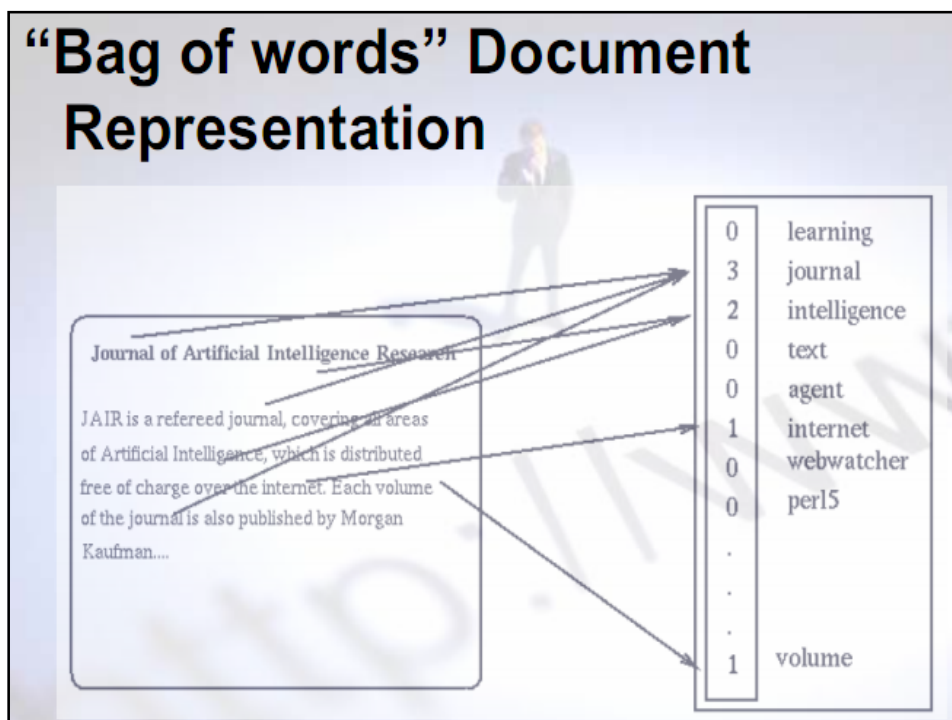 “Bag of words” Document
Representation
Journal of Artificial Intelligence Research
JAIR is a refereed journal, covering all areas
of Artificial Intelligence, which is distributed
free of charge over the internet. Each volume
of the journal is also published by Morgan
Kaufman....
0 learning
3 journal
2 intelligence
0 text
0 agent
1 internet
0 webwatcher
0 perl5
.
.
.
1 volume
ttp://www